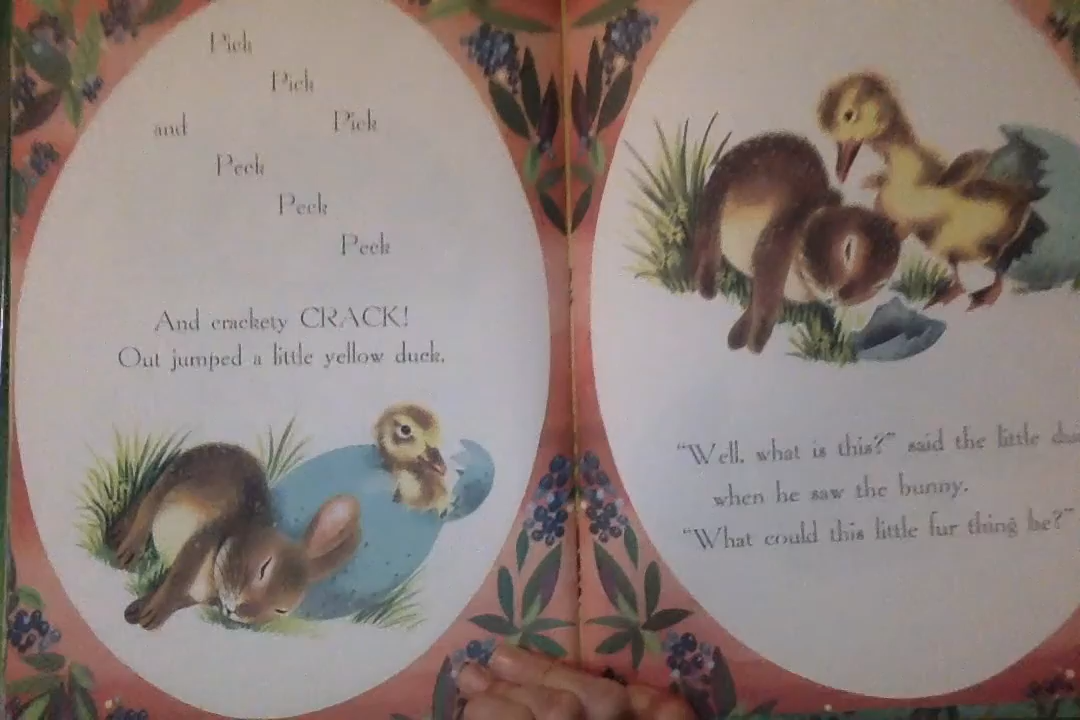 Pick
Pick
and Pick
Peck
Peck
Peck
And crackety CRACK!
Out jumped a little yellow duck.
"Well, what is this?" said the little
when he saw the bunny.
"What could this little fur thing be?"